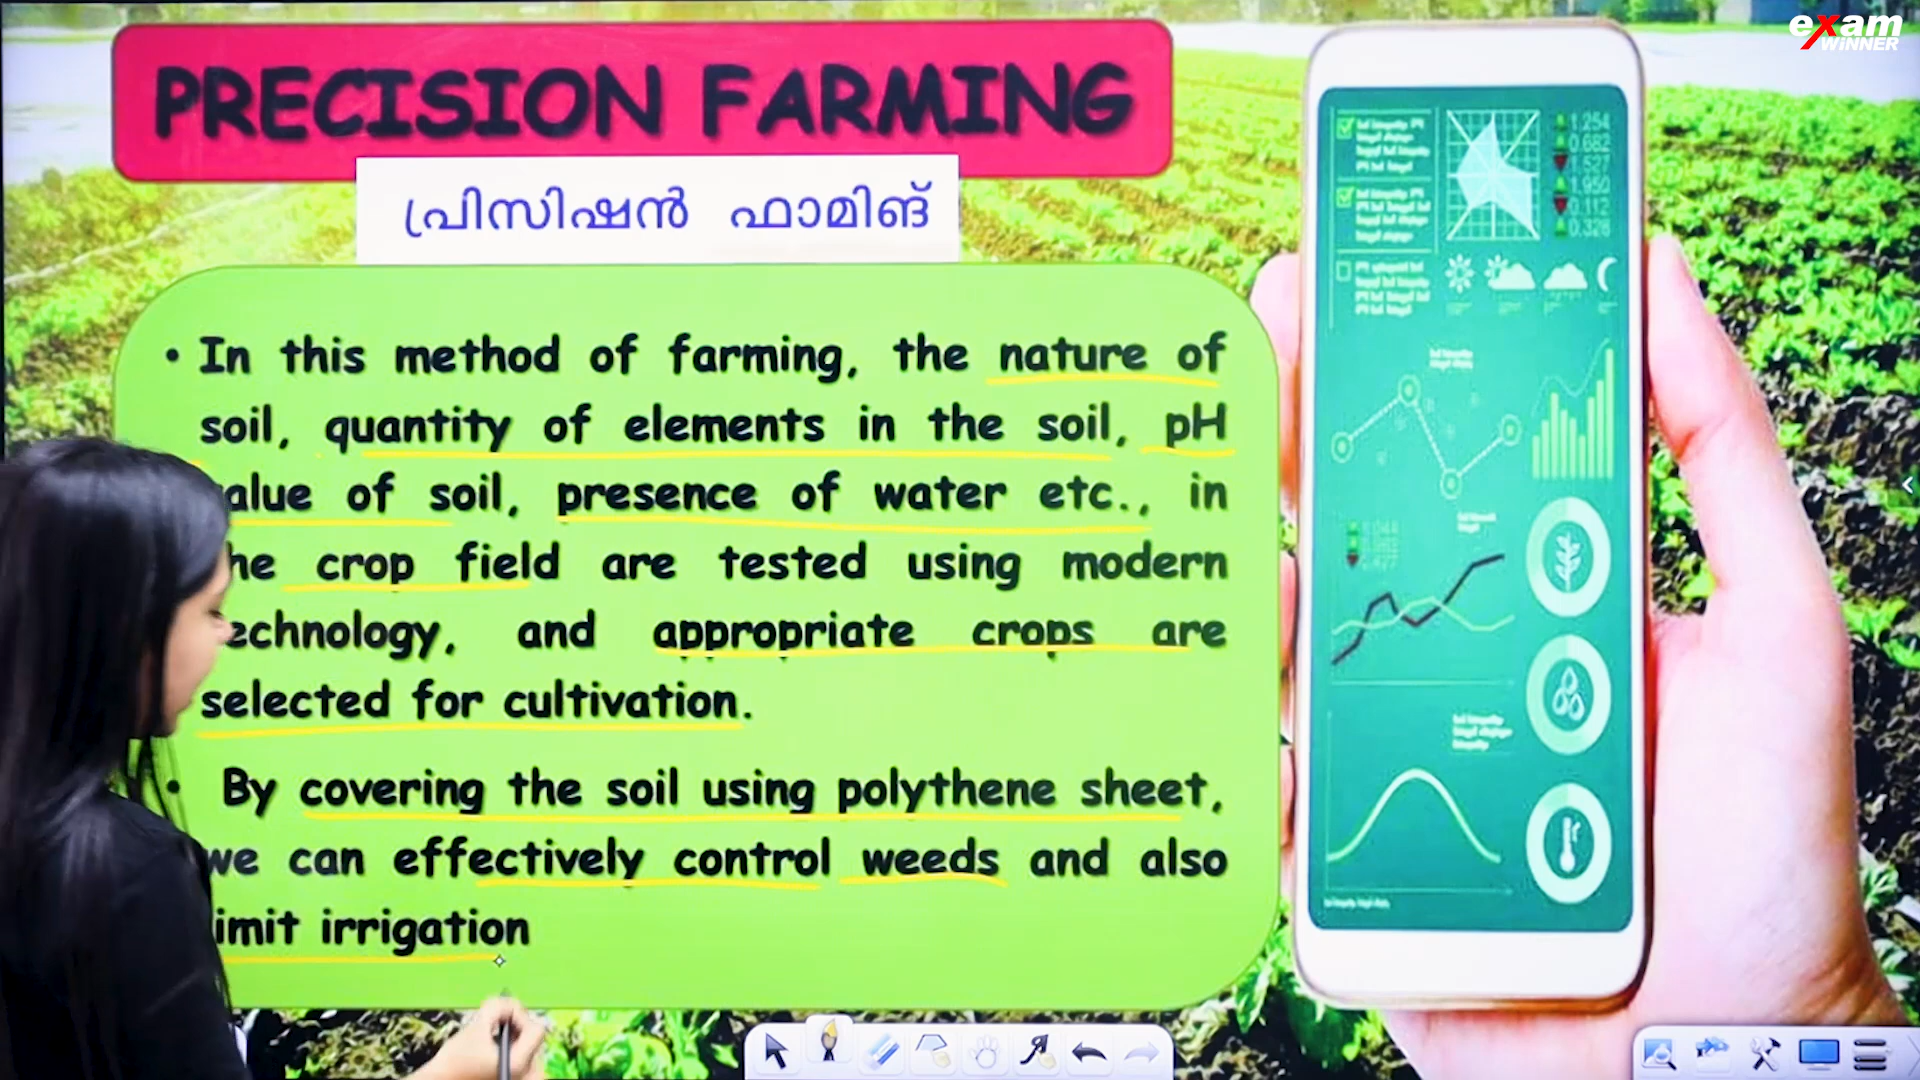 exam
WiNNER
PRECISION FARMING
പ്രിസിഷൻ ഫാമിങ്
• In this method of farming, the nature of
soil, quantity of elements in the soil, pH
alue of soil, presence of water etc., in
he crop field are tested using modern
echnology, and appropriate crops are
selected for cultivation.
• By covering the soil using polythene sheet,
we can effectively control weeds and also
imit irrigation
1.254
0.682
1.527
1.950
0.112
0.328